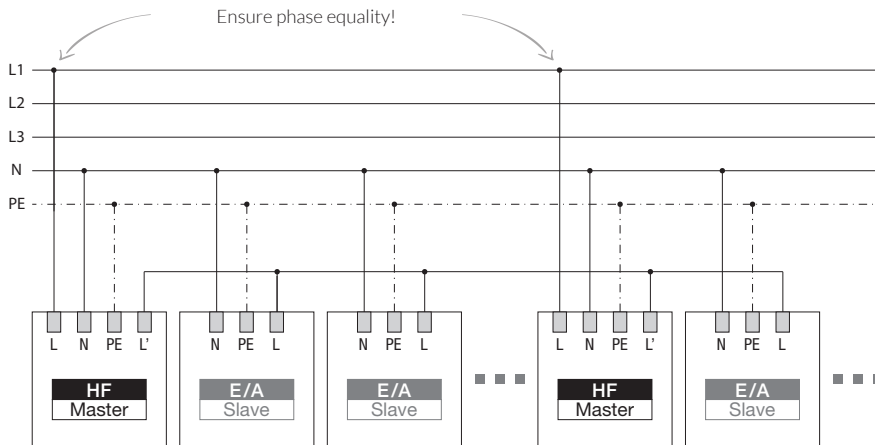 Ensure phase equality!
L1
L2
L3
N
PE
L N PE L'
N PE L
N PE L
L N PE L'
N PE L
HF
Master
E/A
Slave
E/A
Slave
HF
Master
E/A
Slave